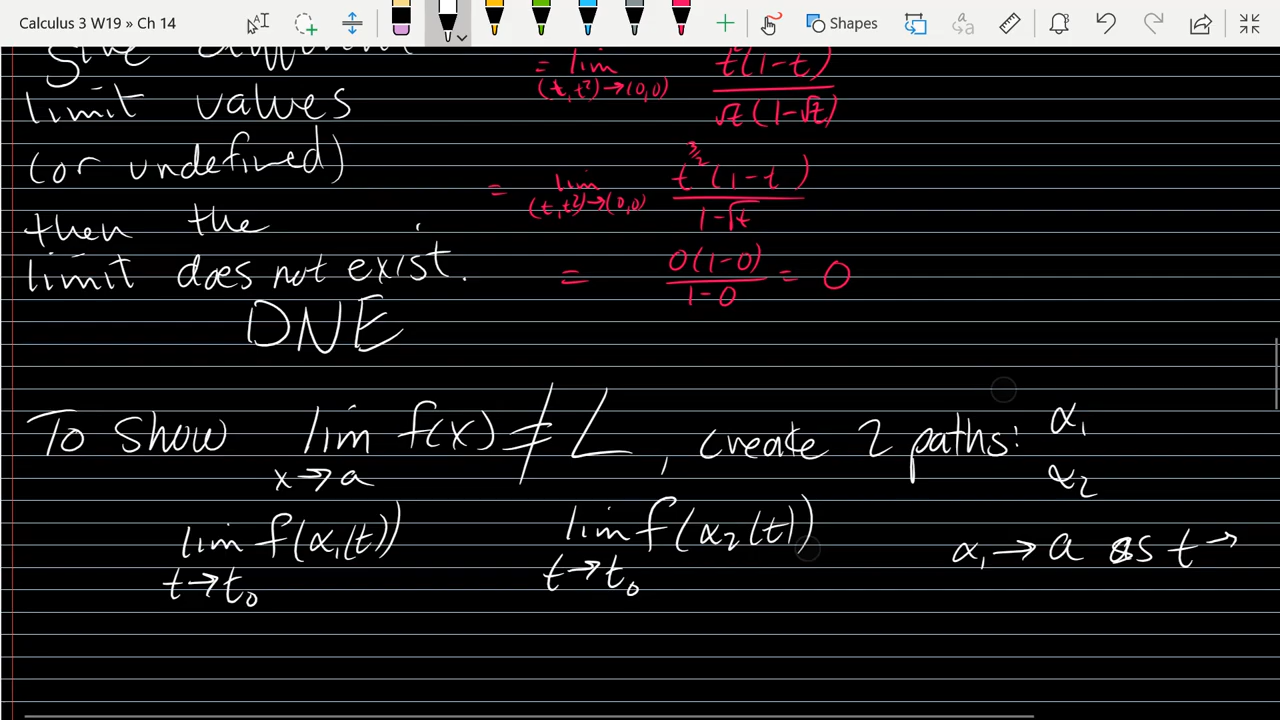 Calculus 3 W19 » Ch 14
Shapes
give different
limit values
(or undefined)
then the
limit does not exist.
DNE
= lim (t,t²)→(0,0) t²(1-t) / √t(1-√t)
= lim (t,t²)→(0,0) t^3/2 (1-t) / 1-√t
= 0(1-0) / 1-0 = 0
To show lim x→a f(x) ≠ L, create 2 paths: α₁
α₂
lim t→t₀ f(α₁(t)) lim t→t₀ f(α₂(t)) α₁ → a as t →